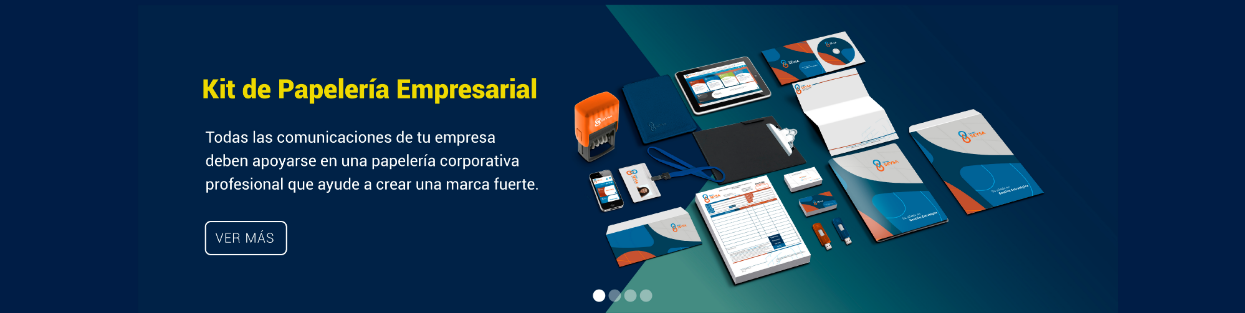 Kit de Papelería Empresarial
Todas las comunicaciones de tu empresa
deben apoyarse en una papelería corporativa
profesional que ayude a crear una marca fuerte.
VER MÁS